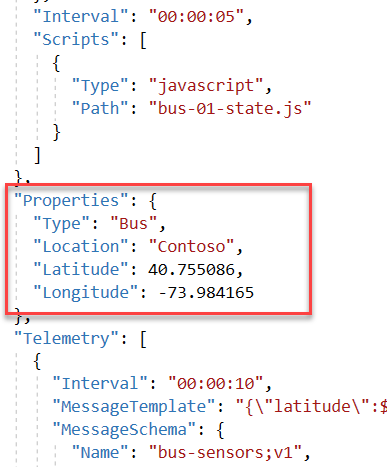 "Interval": "00:00:05",
"Scripts": [
{
"Type": "javascript",
"Path": "bus-01-state.js"
}
]
},
"Properties": {
"Type": "Bus",
"Location": "Contoso",
"Latitude": 40.755086,
"Longitude": -73.984165
},
"Telemetry": [
{
"Interval": "00:00:10",
"MessageTemplate": "{\"latitude\":$
"MessageSchema": {
"Name": "bus-sensors;v1",